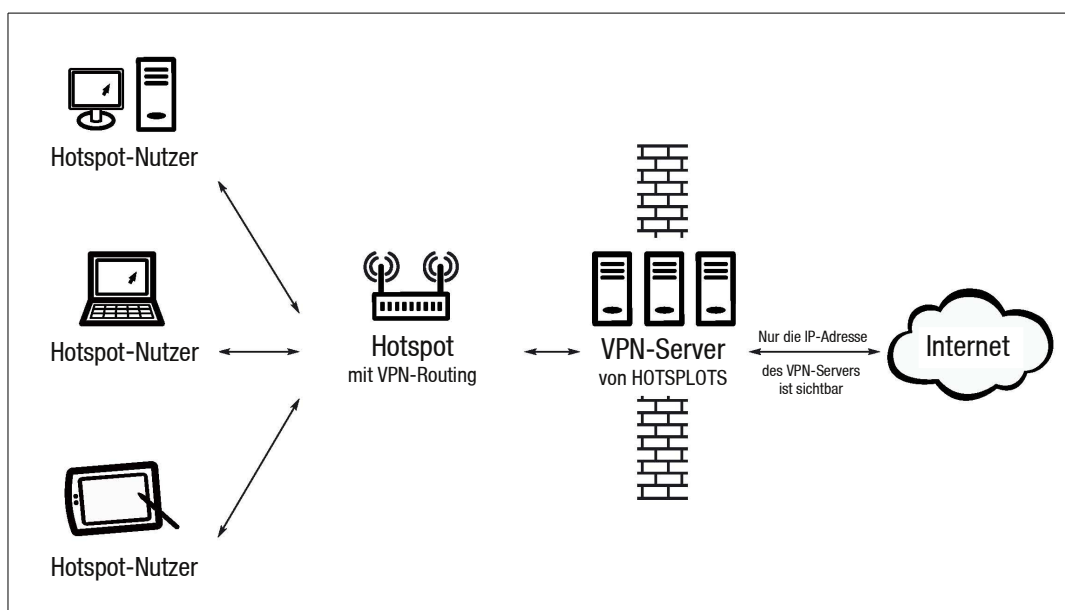 Hotspot-Nutzer
Hotspot-Nutzer
Hotspot
mit VPN-Routing
VPN-Server
von HOTSPLOTS
Nur die IP-Adresse
des VPN-Servers
ist sichtbar
Internet
Hotspot-Nutzer